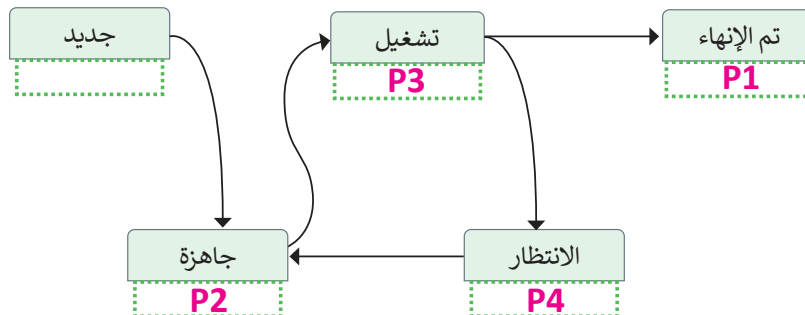 جديد
تشغيل
P3
تم الإنهاء
P1
جاهزة
P2
الانتظار
P4